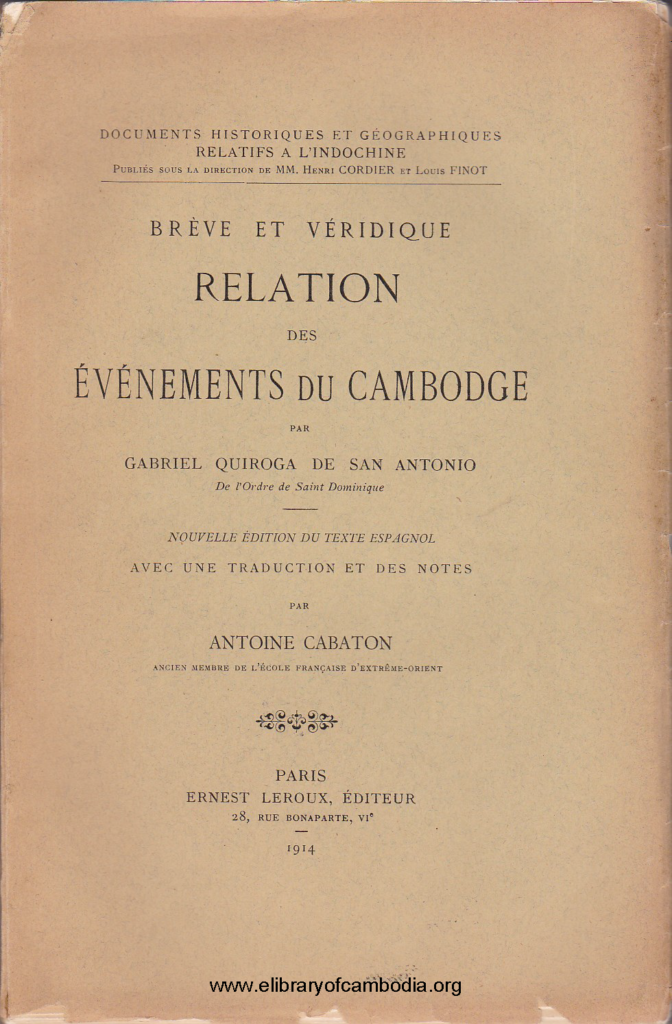 DOCUMENTS HISTORIQUES ET GÉOGRAPHIQUES
RELATIFS A L'INDOCHINE
PUBLIÉS SOUS LA DIRECTION DE MM. HENRI CORDIER ET LOUIS FINOT
BRÈVE ET VÉRIDIQUE
RELATION
DES
ÉVÉNEMENTS DU CAMBODGE
PAR
GABRIEL QUIROGA DE SAN ANTONIO
De l'Ordre de Saint Dominique
NOUVELLE ÉDITION DU TEXTE ESPAGNOL
AVEC UNE TRADUCTION ET DES NOTES
PAR
ANTOINE CABATON
ANCIEN MEMBRE DE L'ÉCOLE FRANÇAISE D'EXTRÊME-ORIENT
PARIS
ERNEST LEROUX, ÉDITEUR
28, RUE BONAPARTE, VIe
1914
www.elibraryofcambodia.org